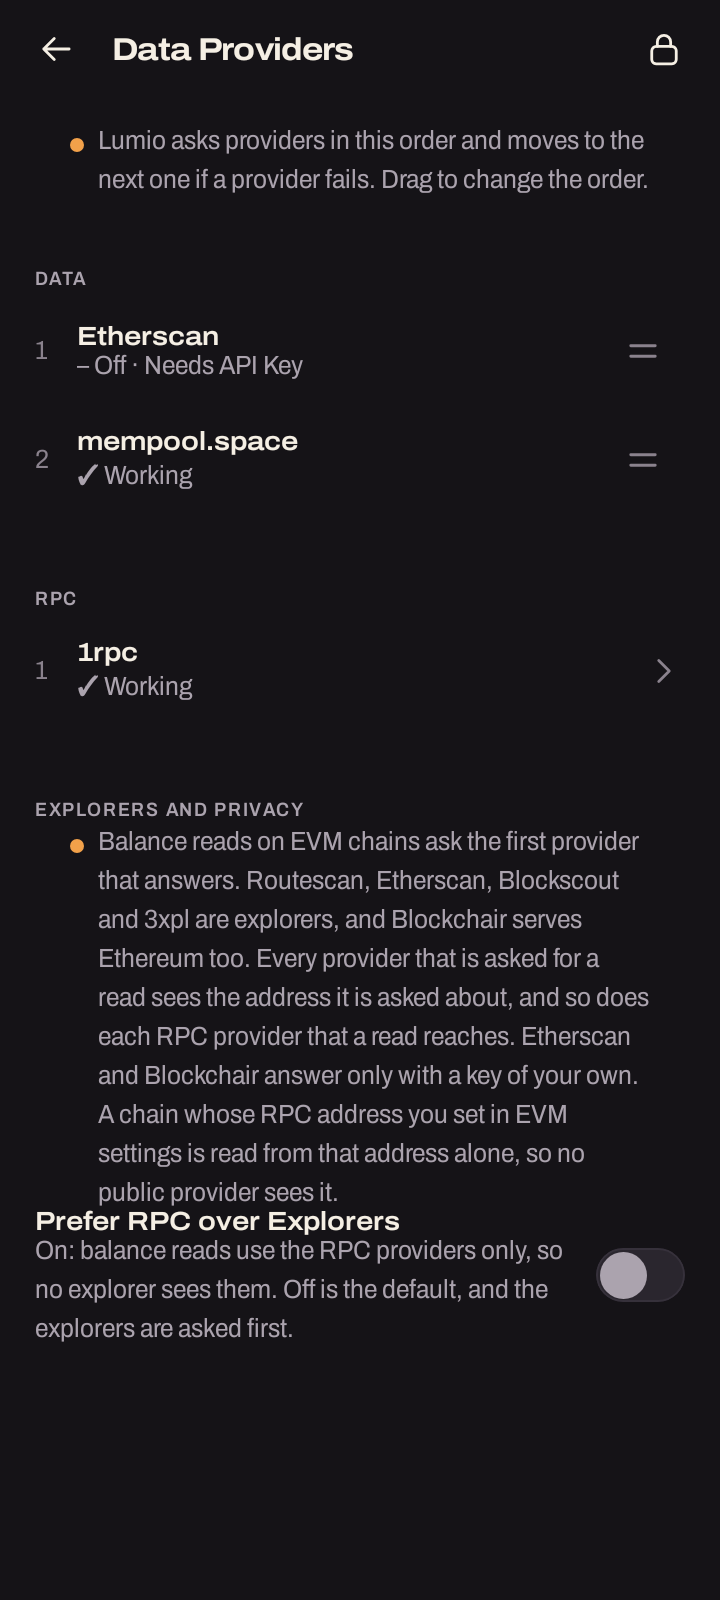 Data Providers
Lumio asks providers in this order and moves to the
next one if a provider fails. Drag to change the order.
DATA
1
Etherscan
– Off · Needs API Key
2
mempool.space
✓ Working
RPC
1
1rpc
✓ Working
EXPLORERS AND PRIVACY
Balance reads on EVM chains ask the first provider
that answers. Routescan, Etherscan, Blockscout
and 3xpl are explorers, and Blockchair serves
Ethereum too. Every provider that is asked for a
read sees the address it is asked about, and so does
each RPC provider that a read reaches. Etherscan
and Blockchair answer only with a key of your own.
A chain whose RPC address you set in EVM
settings is read from that address alone, so no
public provider sees it.
Prefer RPC over Explorers
On: balance reads use the RPC providers only, so
no explorer sees them. Off is the default, and the
explorers are asked first.